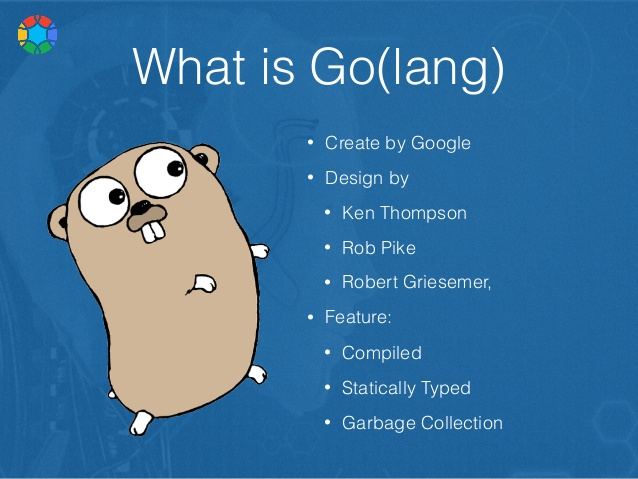 What is Go(lang)
• Create by Google
• Design by
• Ken Thompson
• Rob Pike
• Robert Griesemer,
• Feature:
• Compiled
• Statically Typed
• Garbage Collection